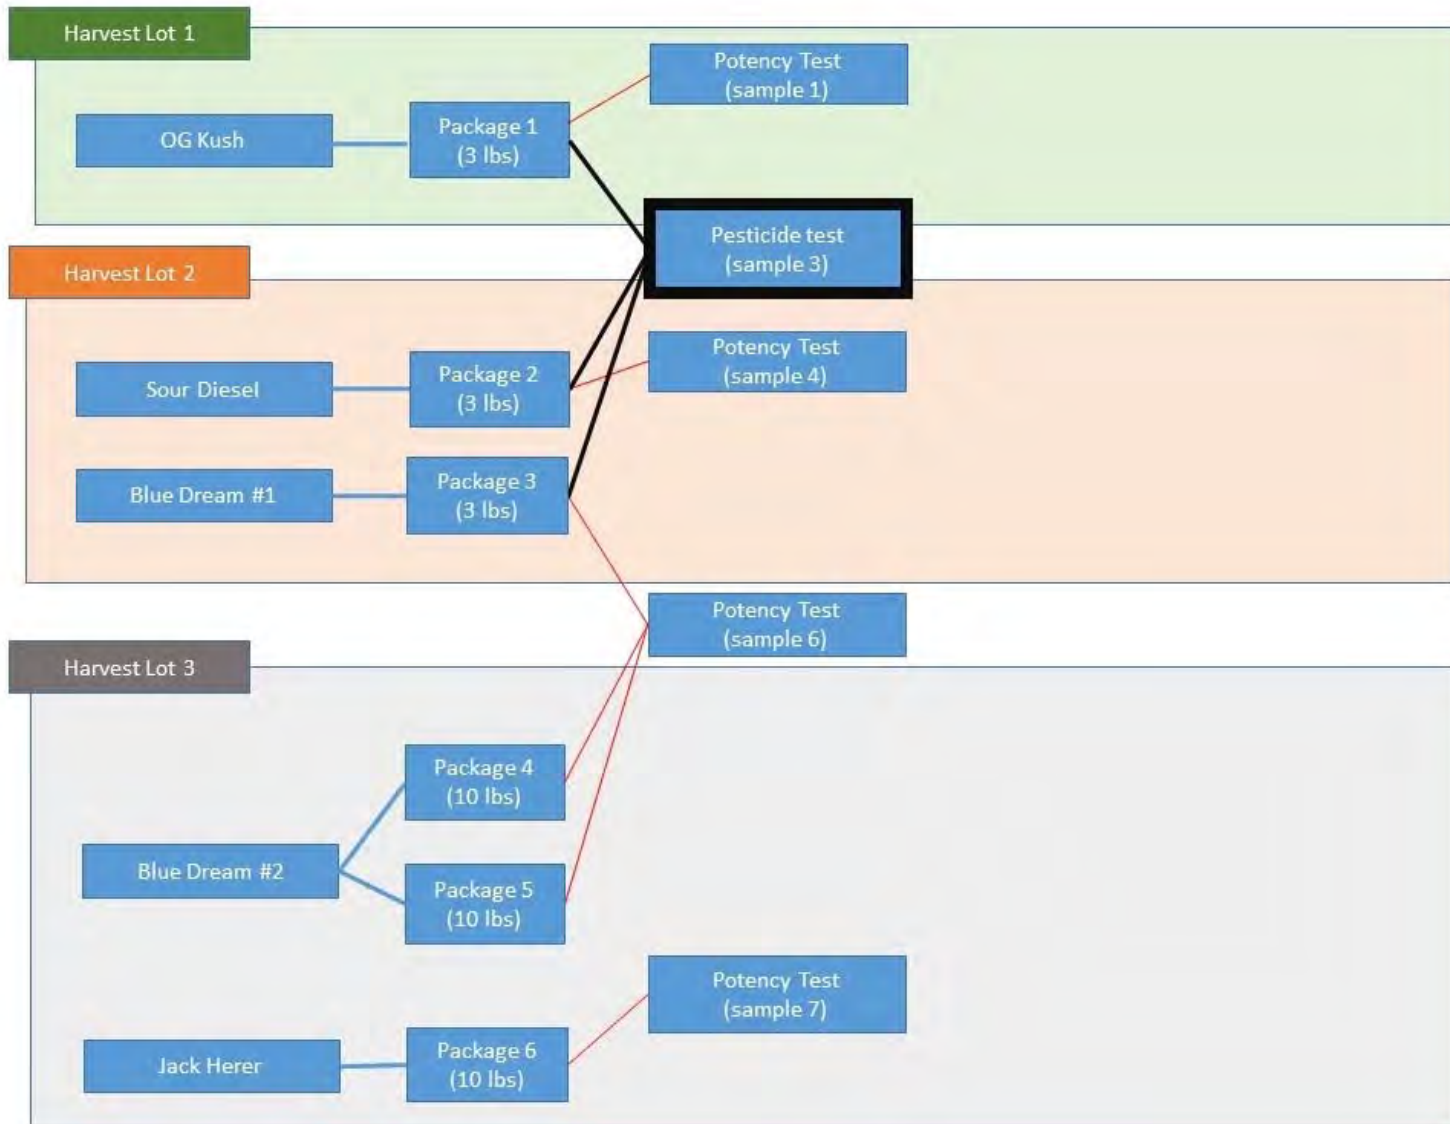 Harvest Lot 1
Potency Test
(sample 1)
OG Kush
Package 1
(3 lbs)
Pesticide test
(sample 3)
Harvest Lot 2
Potency Test
(sample 4)
Sour Diesel
Package 2
(3 lbs)
Blue Dream #1
Package 3
(3 lbs)
Potency Test
(sample 6)
Harvest Lot 3
Package 4
(10 lbs)
Blue Dream #2
Package 5
(10 lbs)
Potency Test
(sample 7)
Jack Herer
Package 6
(10 lbs)